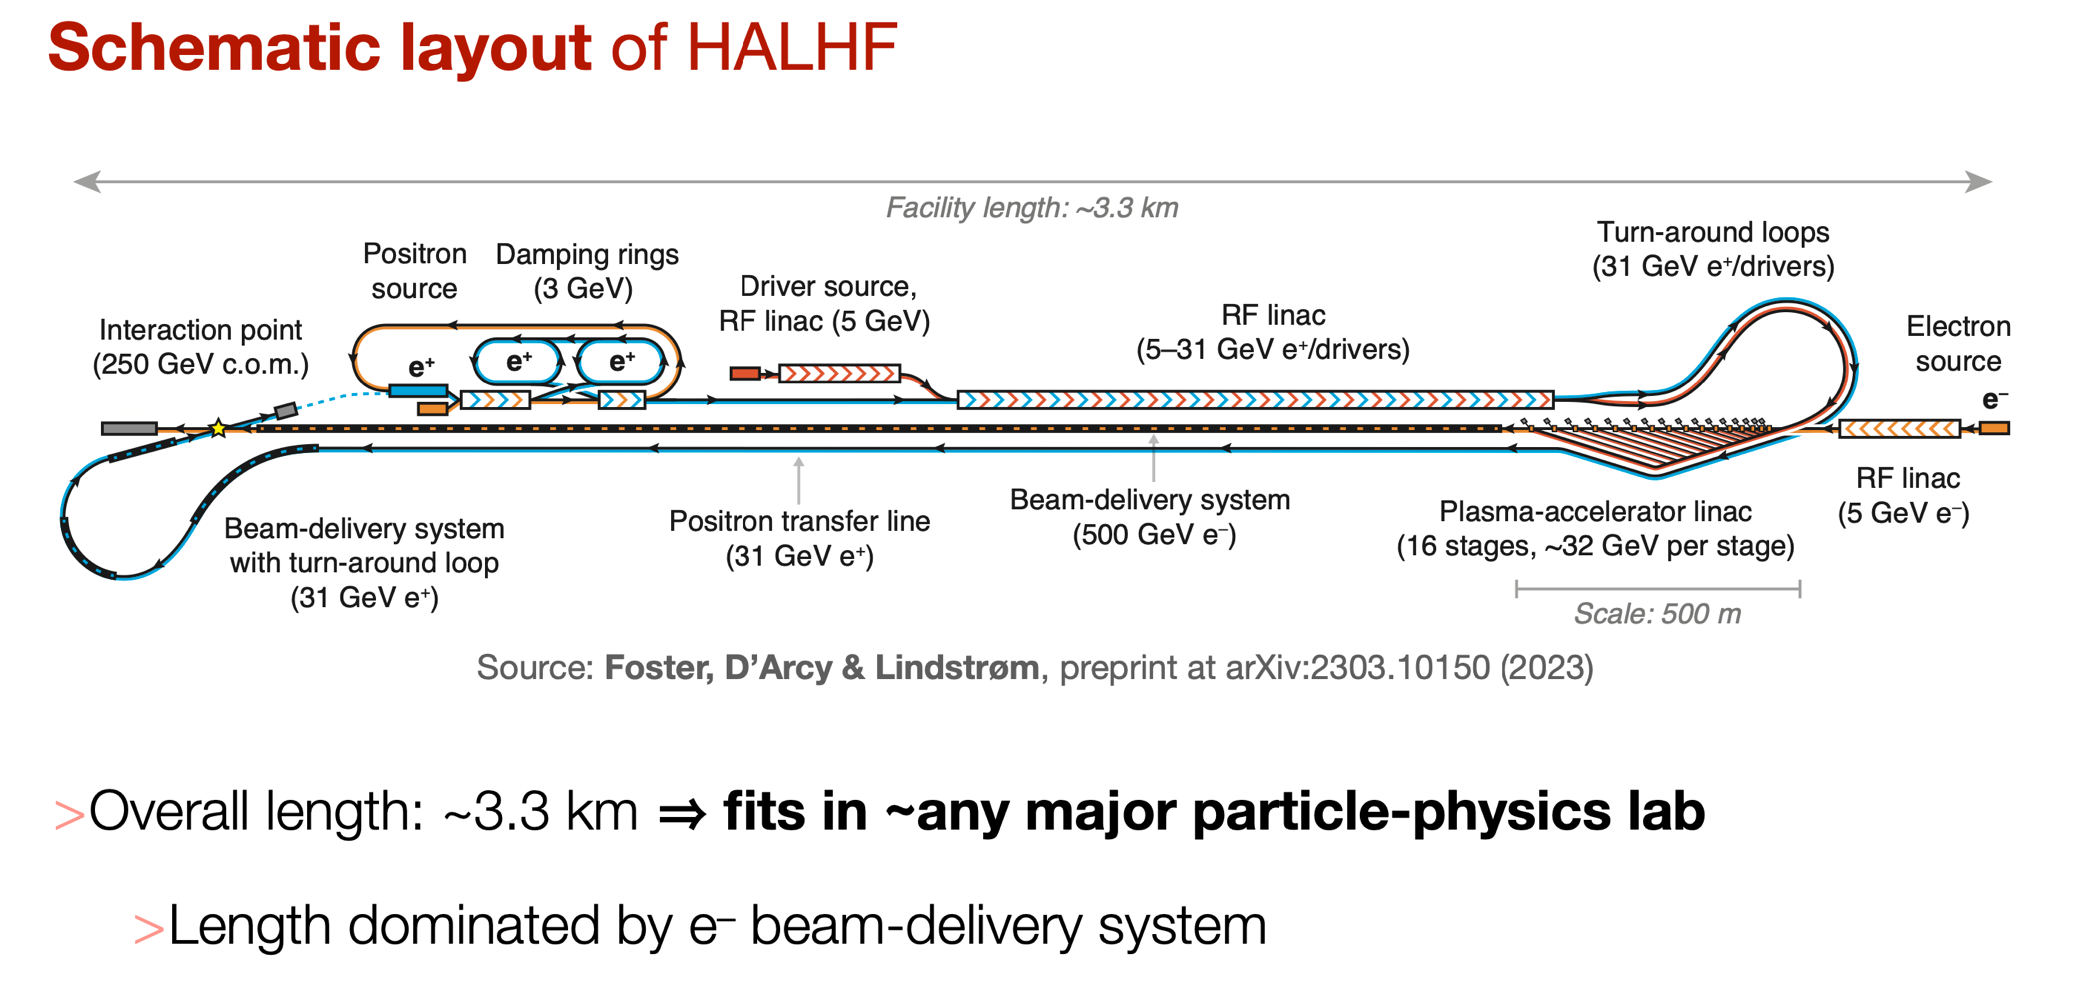 Schematic layout of HALHF
Facility length: ~3.3 km
Turn-around loops
(31 GeV e⁺/drivers)
Positron
source
Damping rings
(3 GeV)
Driver source,
RF linac (5 GeV)
RF linac
(5–31 GeV e⁺/drivers)
Electron
source
Interaction point
(250 GeV c.o.m.)
e⁺
e⁺
e⁺
e⁻
Beam-delivery system
with turn-around loop
(31 GeV e⁺)
Positron transfer line
(31 GeV e⁺)
Beam-delivery system
(500 GeV e⁻)
Plasma-accelerator linac
(16 stages, ~32 GeV per stage)
RF linac
(5 GeV e⁻)
Scale: 500 m
Source: Foster, D’Arcy & Lindstrøm, preprint at arXiv:2303.10150 (2023)
>Overall length: ~3.3 km ⇒ fits in ~any major particle-physics lab
>Length dominated by e⁻ beam-delivery system